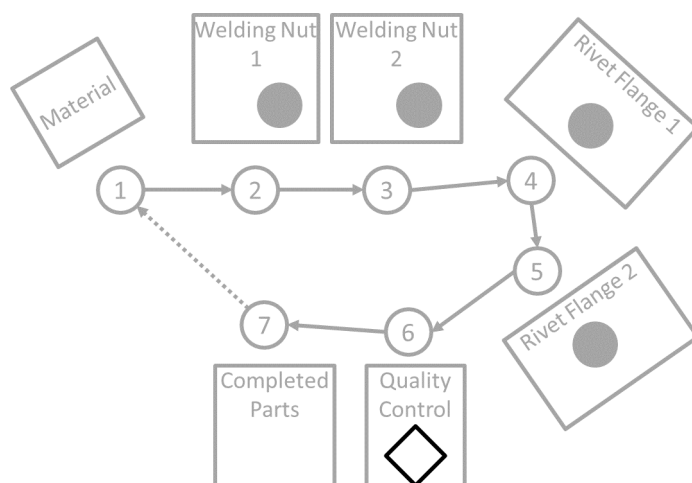 Material
Welding Nut
1
Welding Nut
2
Rivet Flange 1
1
2
3
4
5
Rivet Flange 2
6
7
Completed
Parts
Quality
Control